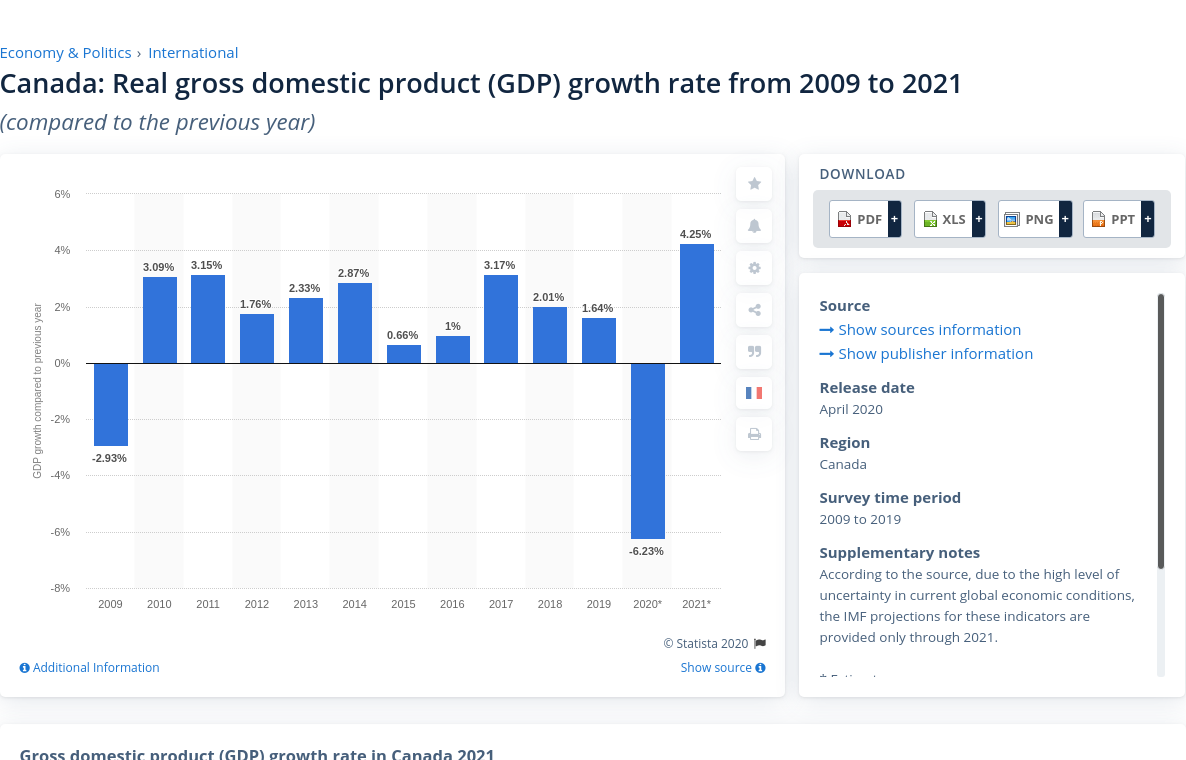 Economy & Politics › International
Canada: Real gross domestic product (GDP) growth rate from 2009 to 2021
(compared to the previous year)
GDP growth compared to previous year
6%
4%
2%
0%
-2%
-4%
-6%
-8%
-2.93%
3.09%
3.15%
1.76%
2.33%
2.87%
0.66%
1%
3.17%
2.01%
1.64%
-6.23%
4.25%
2009 2010 2011 2012 2013 2014 2015 2016 2017 2018 2019 2020* 2021*
© Statista 2020
Additional Information
Show source
DOWNLOAD
PDF + XLS + PNG + PPT +
Source
Show sources information
Show publisher information
Release date
April 2020
Region
Canada
Survey time period
2009 to 2019
Supplementary notes
According to the source, due to the high level of
uncertainty in current global economic conditions,
the IMF projections for these indicators are
provided only through 2021.
Gross domestic product (GDP) growth rate in Canada 2021